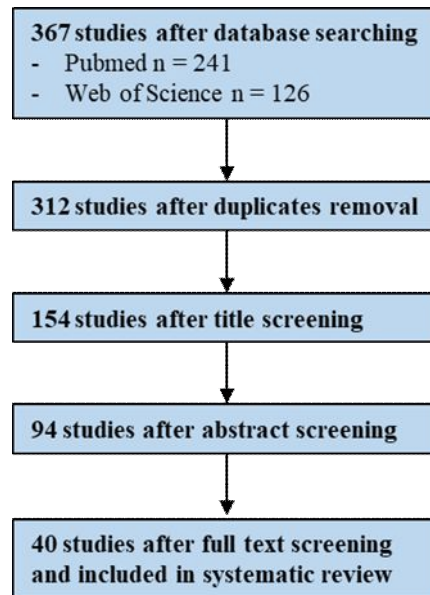 367 studies after database searching
- Pubmed n = 241
- Web of Science n = 126
312 studies after duplicates removal
154 studies after title screening
94 studies after abstract screening
40 studies after full text screening
and included in systematic review